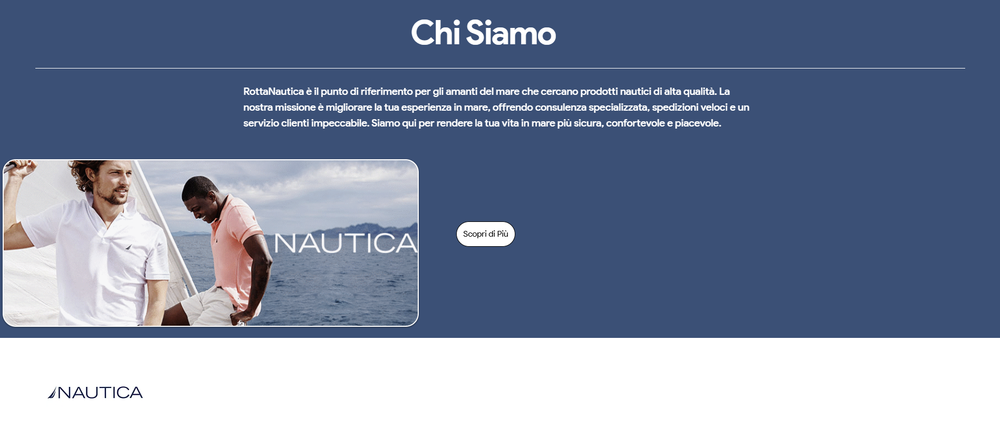 Chi Siamo
RottaNautica è il punto di riferimento per gli amanti del mare che cercano prodotti nautici di alta qualità. La
nostra missione è migliorare la tua esperienza in mare, offrendo consulenza specializzata, spedizioni veloci e un
servizio clienti impeccabile. Siamo qui per rendere la tua vita in mare più sicura, confortevole e piacevole.
NAUTICA
Scopri di Più
NAUTICA